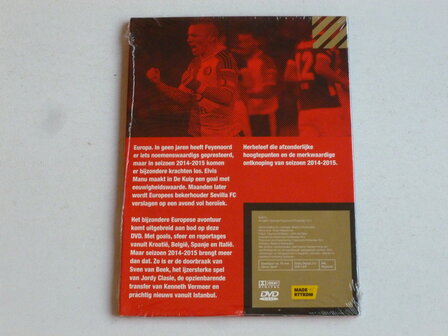 12
Europa. In geen jaren heeft Feyenoord
er iets noemenswaardigs gepresteerd,
maar in seizoen 2014-2015 komen
er bijzondere krachten los. Elvis
Manu maakt in De Kuip een goal met
eeuwigheidswaarde. Maanden later
wordt Europees bekerhouder Sevilla FC
verslagen op een avond vol heroïek.
Het bijzondere Europese avontuur
komt uitgebreid aan bod op deze
DVD. Met goals, sfeer en reportages
vanuit Kroatië, België, Spanje en Italië.
Maar seizoen 2014-2015 brengt meer
dan dat. Zo is er de doorbraak van
Sven van Beek, het ijzersterke spel
van Jordy Clasie, de opzienbarende
transfer van Kenneth Vermeer en
prachtig nieuws vanuit Istanbul.
Herbeleef die afzonderlijke
hoogtepunten en de merkwaardige
ontknoping van seizoen 2014-2015.
DVD
MADE